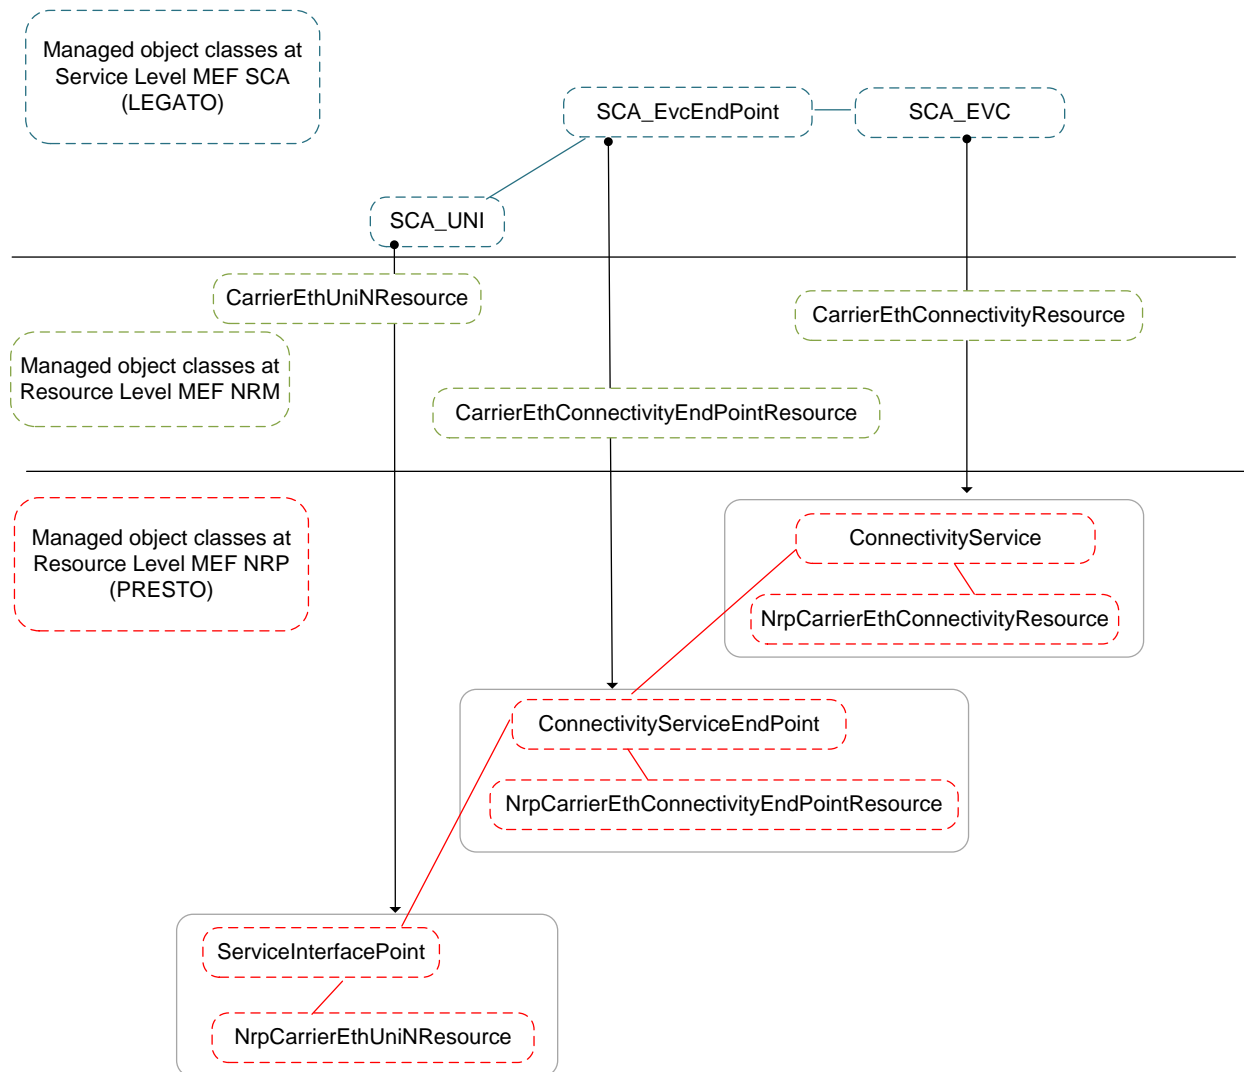 Managed object classes at
Service Level MEF SCA
(LEGATO)
SCA_EvcEndPoint
SCA_EVC
SCA_UNI
CarrierEthUniNResource
CarrierEthConnectivityResource
Managed object classes at
Resource Level MEF NRM
CarrierEthConnectivityEndPointResource
Managed object classes at
Resource Level MEF NRP
(PRESTO)
ConnectivityService
NrpCarrierEthConnectivityResource
ConnectivityServiceEndPoint
NrpCarrierEthConnectivityEndPointResource
ServiceInterfacePoint
NrpCarrierEthUniNResource